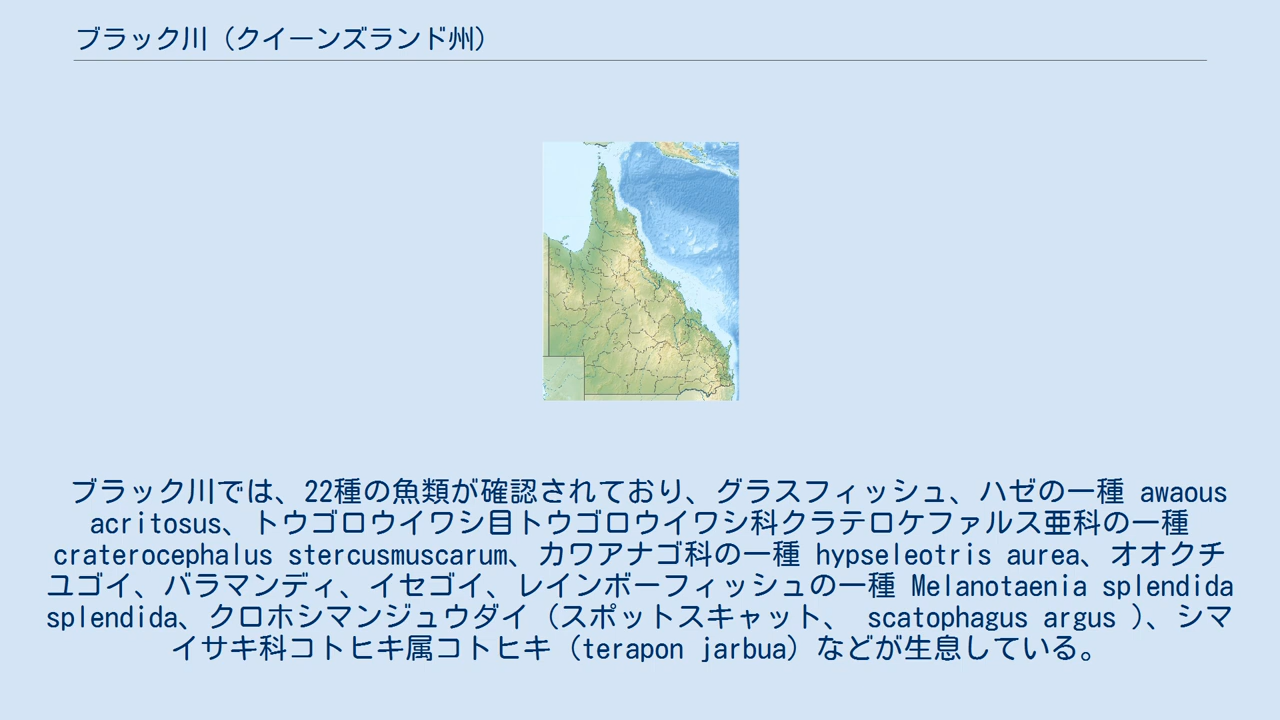 ブラック川（クイーンズランド州）
ブラック川では、22種の魚類が確認されており、グラスフィッシュ、ハゼの一種 awaous
acritosus、トウゴロウイワシ目トウゴロウイワシ科クラテロケファルス亜科の一種
craterocephalus stercusmuscarum、カワアナゴ科の一種 hypseleotris aurea、オオクチ
ユゴイ、バラマンディ、イセゴイ、レインボーフィッシュの一種 Melanotaenia splendida
splendida、クロホシマンジュウダイ（スポットスキャット、 scatophagus argus ）、シマ
イサキ科コトヒキ属コトヒキ（terapon jarbua）などが生息している。